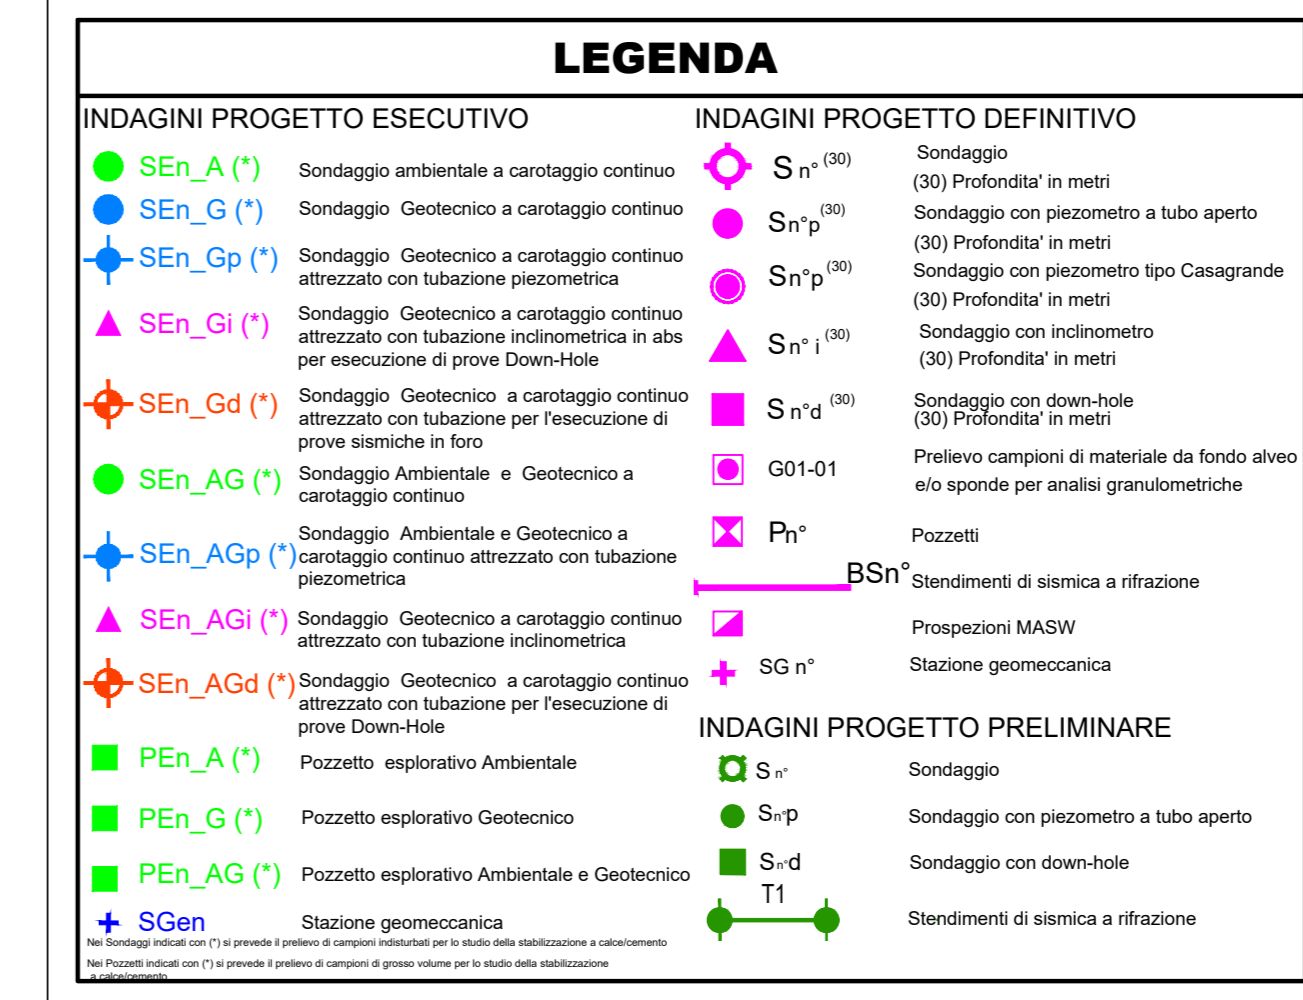 LEGENDA
INDAGINI PROGETTO ESECUTIVO
SEn_A (*) Sondaggio ambientale a carotaggio continuo
SEn_G (*) Sondaggio Geotecnico a carotaggio continuo
SEn_Gp (*) Sondaggio Geotecnico a carotaggio continuo
attrezzato con tubazione piezometrica
SEn_Gi (*) Sondaggio Geotecnico a carotaggio continuo
attrezzato con tubazione inclinometrica in abs
per esecuzione di prove Down-Hole
SEn_Gd (*) Sondaggio Geotecnico a carotaggio continuo
attrezzato con tubazione per l'esecuzione di
prove sismiche in foro
SEn_AG (*) Sondaggio Ambientale e Geotecnico a
carotaggio continuo
SEn_AGp (*) Sondaggio Ambientale e Geotecnico a
carotaggio continuo attrezzato con tubazione
piezometrica
SEn_AGi (*) Sondaggio Geotecnico a carotaggio continuo
attrezzato con tubazione inclinometrica
SEn_AGd (*) Sondaggio Geotecnico a carotaggio continuo
attrezzato con tubazione per l'esecuzione di
prove Down-Hole
PEn_A (*) Pozzetto esplorativo Ambientale
PEn_G (*) Pozzetto esplorativo Geotecnico
PEn_AG (*) Pozzetto esplorativo Ambientale e Geotecnico
SGen Stazione geomeccanica
Nei Sondaggi indicati con (*) si prevede il prelievo di campioni indisturbati per lo studio della stabilizzazione a calce/cemento
Nei Pozzetti indicati con (*) si prevede il prelievo di campioni di grosso volume per lo studio della stabilizzazione
a calce/cemento
INDAGINI PROGETTO DEFINITIVO
S n° (30) Sondaggio
(30) Profondita' in metri
Sn°p (30) Sondaggio con piezometro a tubo aperto
(30) Profondita' in metri
Sn°p (30) Sondaggio con piezometro tipo Casagrande
(30) Profondita' in metri
S n° i (30) Sondaggio con inclinometro
(30) Profondita' in metri
S n°d (30) Sondaggio con down-hole
(30) Profondita' in metri
G01-01 Prelievo campioni di materiale da fondo alveo
e/o sponde per analisi granulometriche
Pn° Pozzetti
BSn° Stendimenti di sismica a rifrazione
Prospezioni MASW
SG n° Stazione geomeccanica
INDAGINI PROGETTO PRELIMINARE
S n° Sondaggio
Sn°p Sondaggio con piezometro a tubo aperto
Sn°d Sondaggio con down-hole
T1
Stendimenti di sismica a rifrazione